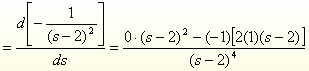 = d[-1/(s-2)^2]/ds = 0·(s-2)^2-(-1)[2(1)(s-2)]/(s-2)^4